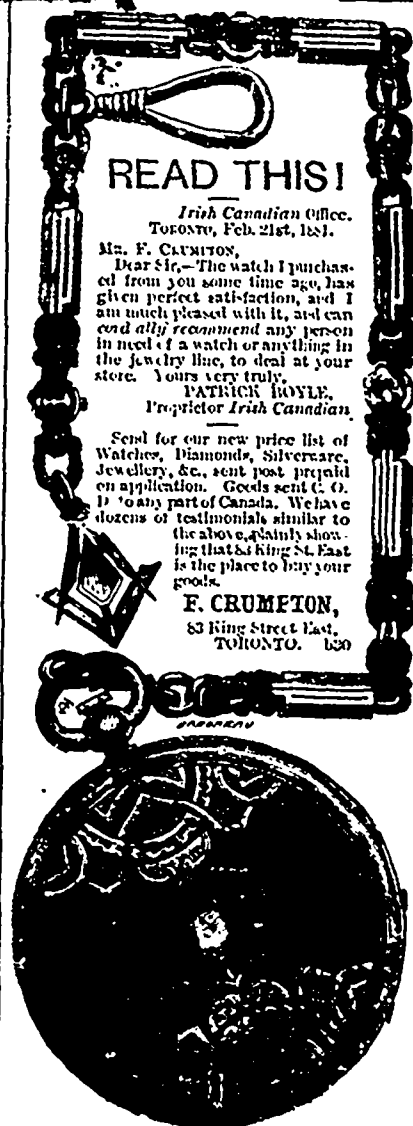 READ THIS!
Irish Canadian Office.
TORONTO, Feb. 21st, 1881.
MR. F. CRUMPTON,
Dear Sir,—The watch I purchas-
ed from you some time ago, has
given perfect satisfaction, and I
am much pleased with it, and can
cord ally recommend any person
in need of a watch or anything in
the jewelry line, to deal at your
store. Yours very truly,
PATRICK BOYLE,
Proprietor Irish Canadian
Send for our new price list of
Watches, Diamonds, Silverware,
Jewellery, &c., sent post prepaid
on application. Goods sent C. O.
D. to any part of Canada. We have
dozens of testimonials similar to
the above, plainly show-
ing that 83 King St. East
is the place to buy your
goods.
F. CRUMPTON,
83 King Street East,
TORONTO. b30